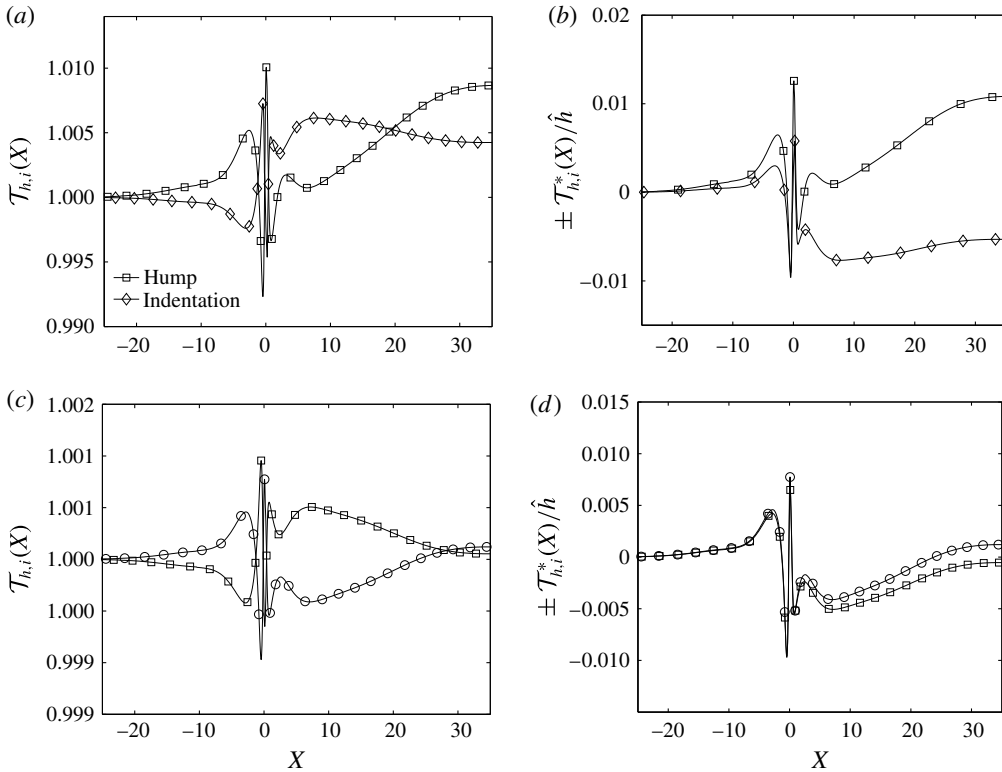 (a)
1.010
1.005
1.000
0.995
0.990
𝒯h,i(X)
Hump
Indentation
−20 −10 0 10 20 30
(b)
0.02
0.01
0
−0.01
± 𝒯*h,i(X)/ĥ
−20 −10 0 10 20 30
(c)
1.002
1.001
1.001
1.000
1.000
0.999
0.999
𝒯h,i(X)
−20 −10 0 10 20 30
X
(d)
0.015
0.010
0.005
0
−0.005
−0.010
± 𝒯*h,i(X)/ĥ
−20 −10 0 10 20 30
X